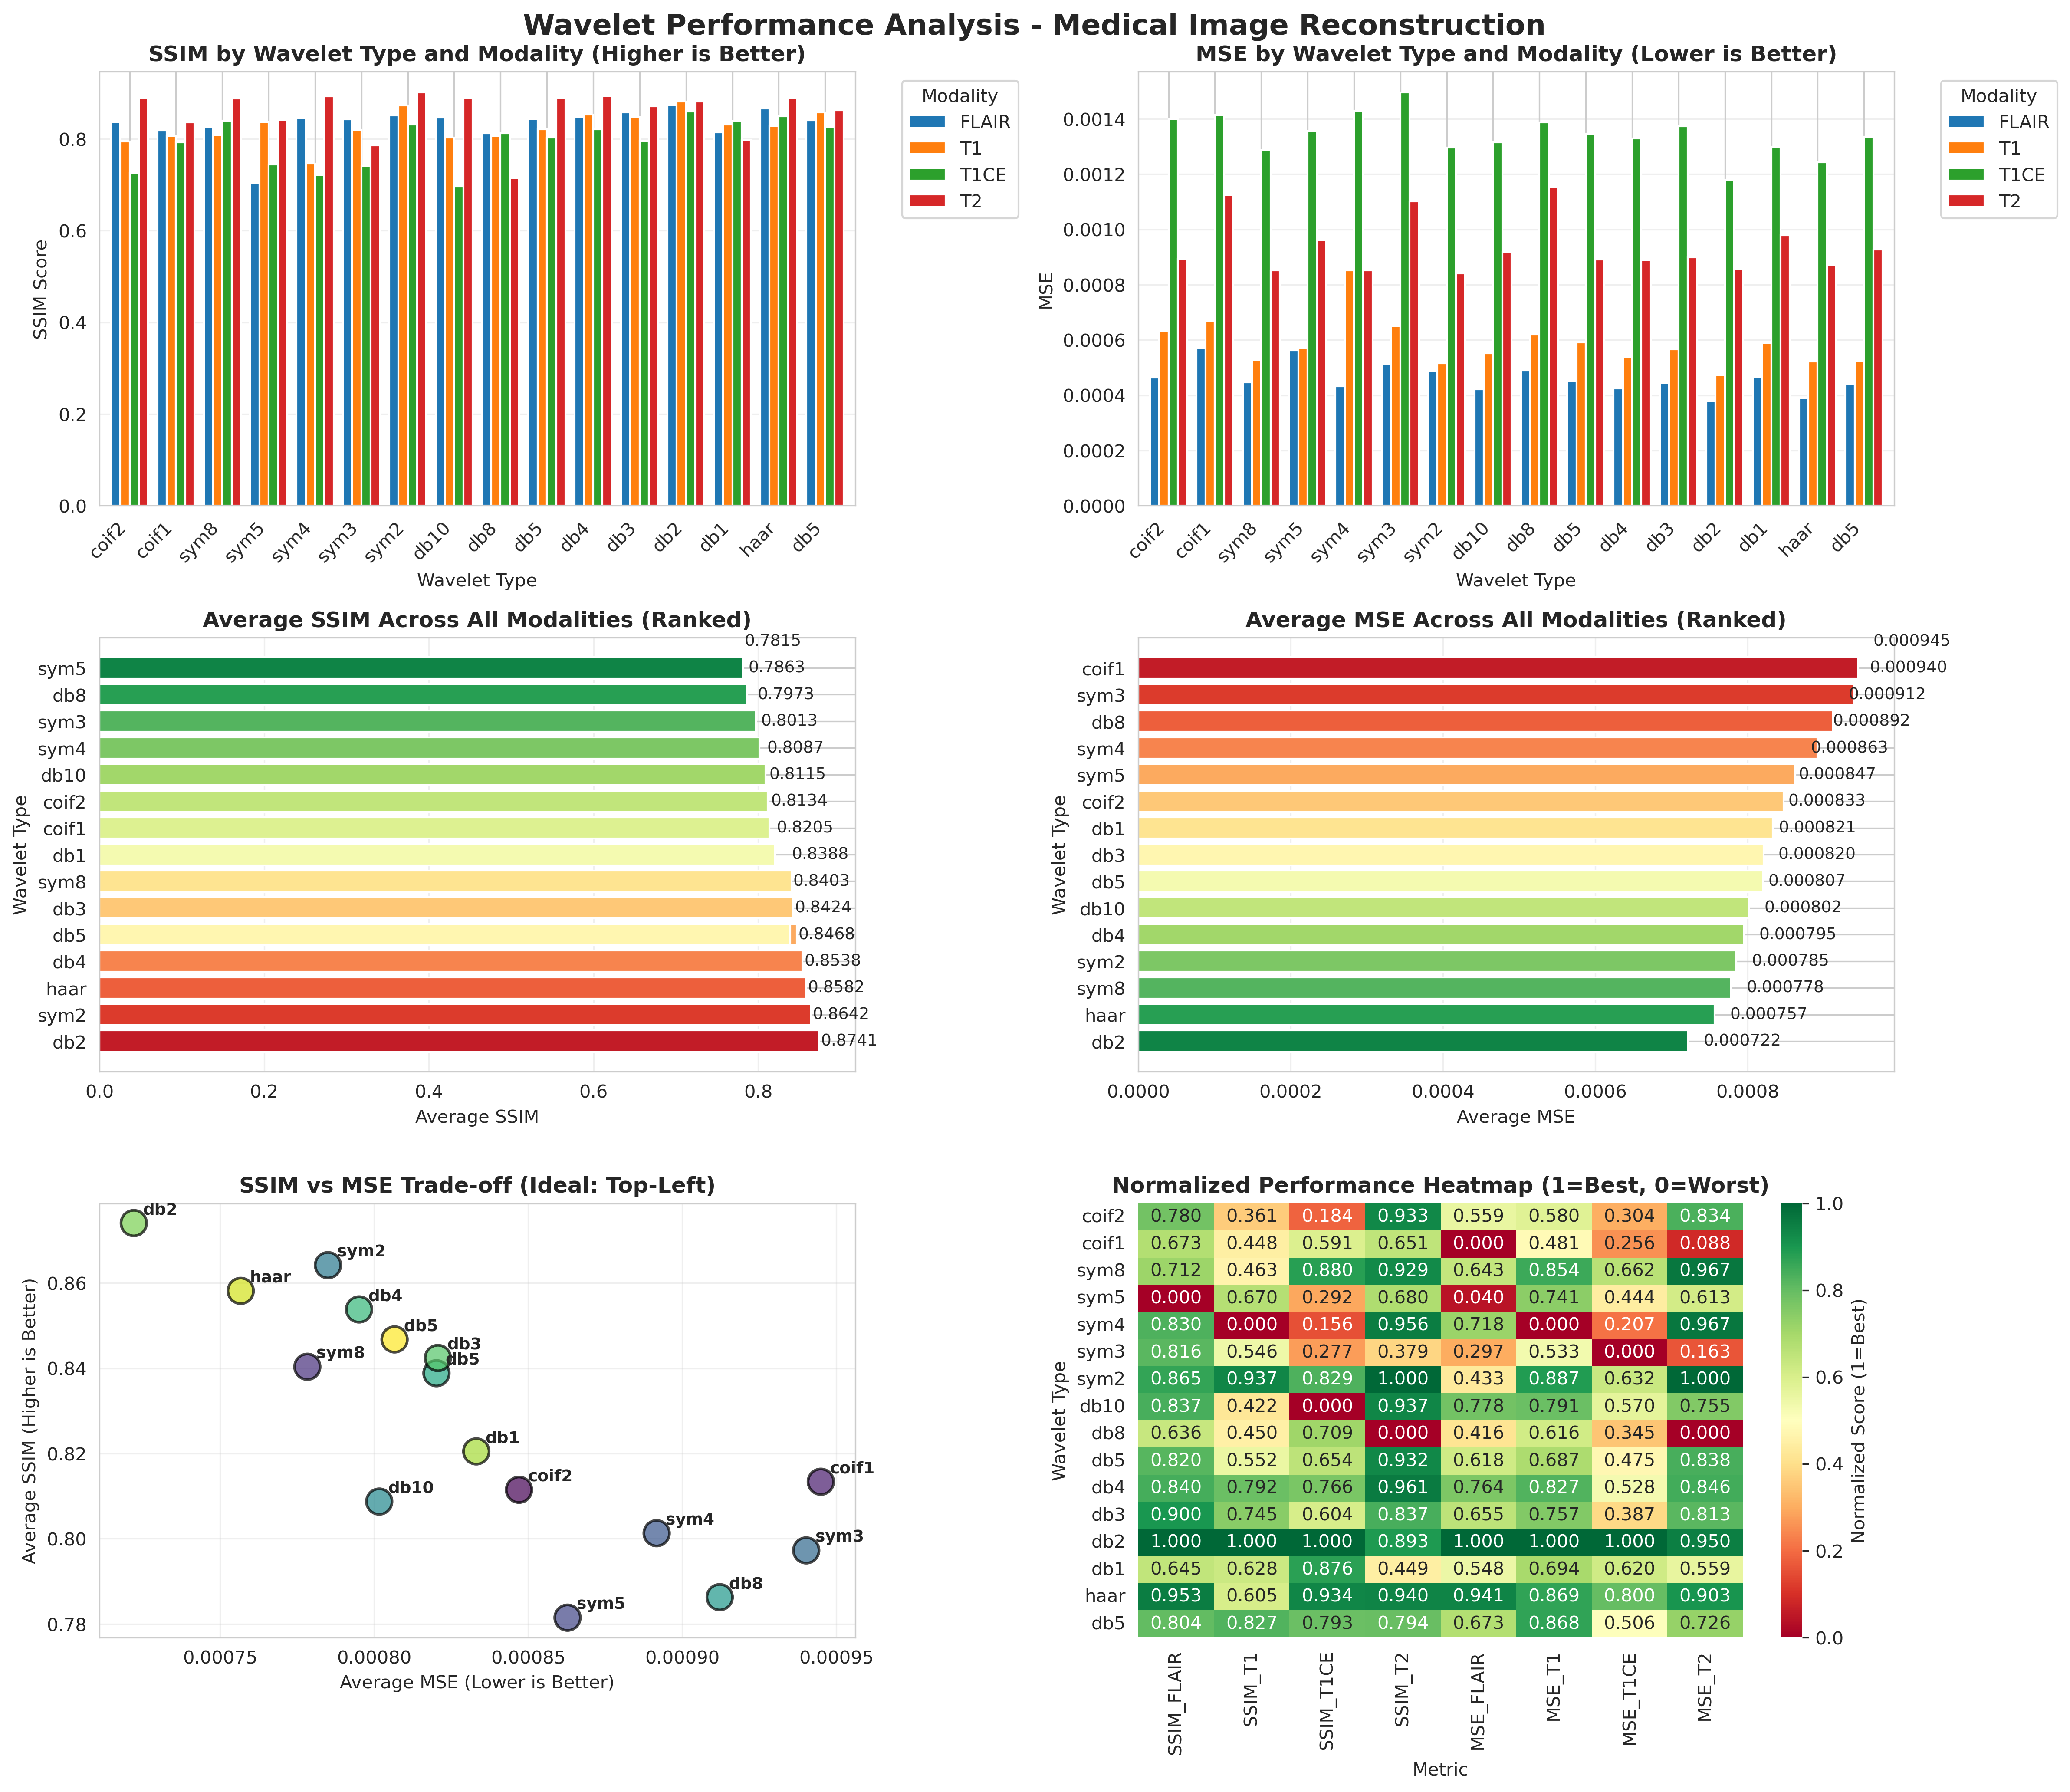 Wavelet Performance Analysis - Medical Image Reconstruction
SSIM by Wavelet Type and Modality (Higher is Better)
SSIM Score
0.8
0.6
0.4
0.2
0.0
coif2 coif1 sym8 sym5 sym4 sym3 sym2 db10 db8 db5 db4 db3 db2 db1 haar db5
Wavelet Type
Modality
FLAIR
T1
T1CE
T2
MSE by Wavelet Type and Modality (Lower is Better)
MSE
0.0014
0.0012
0.0010
0.0008
0.0006
0.0004
0.0002
0.0000
coif2 coif1 sym8 sym5 sym4 sym3 sym2 db10 db8 db5 db4 db3 db2 db1 haar db5
Wavelet Type
Modality
FLAIR
T1
T1CE
T2
Average SSIM Across All Modalities (Ranked)
Wavelet Type
0.7815
sym5 0.7863
db8 0.7973
sym3 0.8013
sym4 0.8087
db10 0.8115
coif2 0.8134
coif1 0.8205
db1 0.8388
sym8 0.8403
db3 0.8424
db5 0.8468
db4 0.8538
haar 0.8582
sym2 0.8642
db2 0.8741
0.0 0.2 0.4 0.6 0.8
Average SSIM
Average MSE Across All Modalities (Ranked)
Wavelet Type
0.000945
coif1 0.000940
sym3 0.000912
db8 0.000892
sym4 0.000863
sym5 0.000847
coif2 0.000833
db1 0.000821
db3 0.000820
db5 0.000807
db10 0.000802
db4 0.000795
sym2 0.000785
sym8 0.000778
haar 0.000757
db2 0.000722
0.0000 0.0002 0.0004 0.0006 0.0008
Average MSE
SSIM vs MSE Trade-off (Ideal: Top-Left)
Average SSIM (Higher is Better)
0.86
0.84
0.82
0.80
0.78
db2
sym2
haar
db4
db5
db3
sym8
db5
db1
coif1
coif2
db10
sym4
sym3
db8
sym5
0.00075 0.00080 0.00085 0.00090 0.00095
Average MSE (Lower is Better)
Normalized Performance Heatmap (1=Best, 0=Worst)
Wavelet Type
coif2 0.780 0.361 0.184 0.933 0.559 0.580 0.304 0.834
coif1 0.673 0.448 0.591 0.651 0.000 0.481 0.256 0.088
sym8 0.712 0.463 0.880 0.929 0.643 0.854 0.662 0.967
sym5 0.000 0.670 0.292 0.680 0.040 0.741 0.444 0.613
sym4 0.830 0.000 0.156 0.956 0.718 0.000 0.207 0.967
sym3 0.816 0.546 0.277 0.379 0.297 0.533 0.000 0.163
sym2 0.865 0.937 0.829 1.000 0.433 0.887 0.632 1.000
db10 0.837 0.422 0.000 0.937 0.778 0.791 0.570 0.755
db8 0.636 0.450 0.709 0.000 0.416 0.616 0.345 0.000
db5 0.820 0.552 0.654 0.932 0.618 0.687 0.475 0.838
db4 0.840 0.792 0.766 0.961 0.764 0.827 0.528 0.846
db3 0.900 0.745 0.604 0.837 0.655 0.757 0.387 0.813
db2 1.000 1.000 1.000 0.893 1.000 1.000 1.000 0.950
db1 0.645 0.628 0.876 0.449 0.548 0.694 0.620 0.559
haar 0.953 0.605 0.934 0.940 0.941 0.869 0.800 0.903
db5 0.804 0.827 0.793 0.794 0.673 0.868 0.506 0.726
SSIM_FLAIR SSIM_T1 SSIM_T1CE SSIM_T2 MSE_FLAIR MSE_T1 MSE_T1CE MSE_T2
Metric
1.0
0.8
0.6
0.4
0.2
0.0
Normalized Score (1=Best)